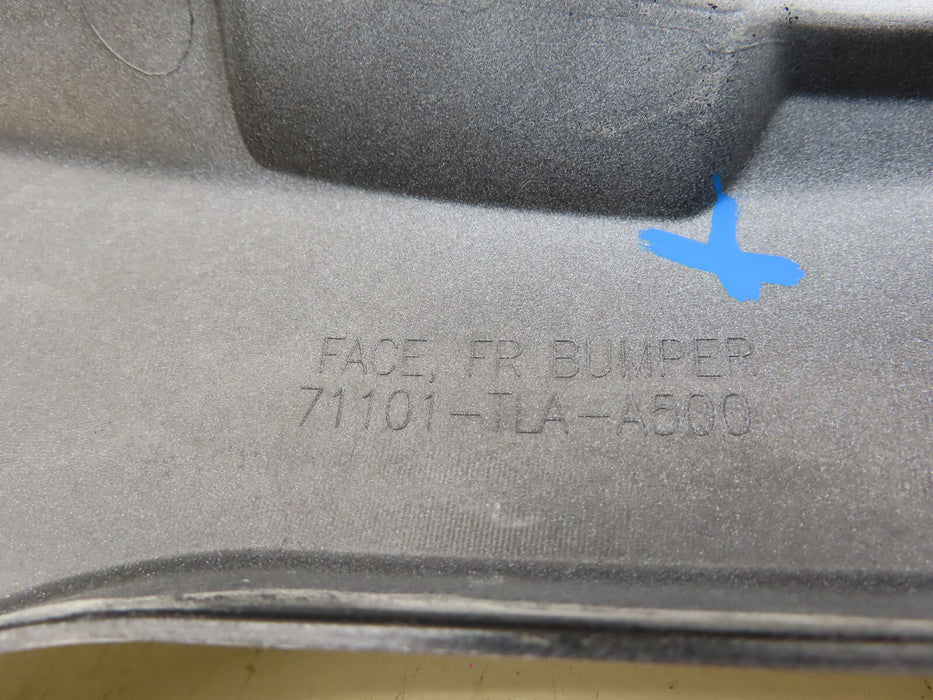 FACE, FR BUMPER
71101-TLA-A500